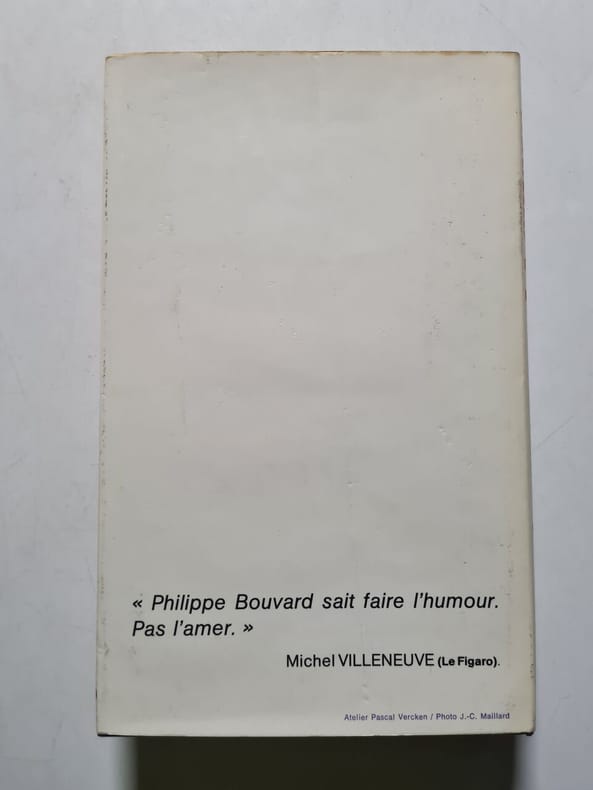 « Philippe Bouvard sait faire l'humour.
Pas l'amer. »
Michel VILLENEUVE (Le Figaro).
Atelier Pascal Vercken / Photo J.-C. Maillard